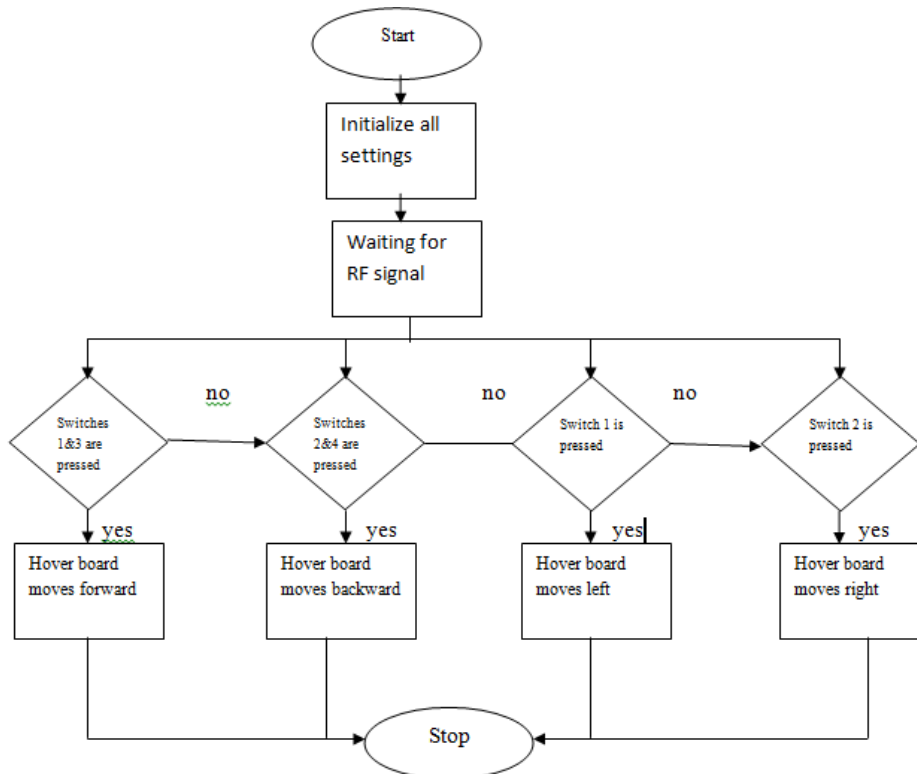 Start
Initialize all
settings
Waiting for
RF signal
no
no
no
Switches
1&3 are
pressed
Switches
2&4 are
pressed
Switch 1 is
pressed
Switch 2 is
pressed
yes
yes
yes
yes
Hover board
moves forward
Hover board
moves backward
Hover board
moves left
Hover board
moves right
Stop